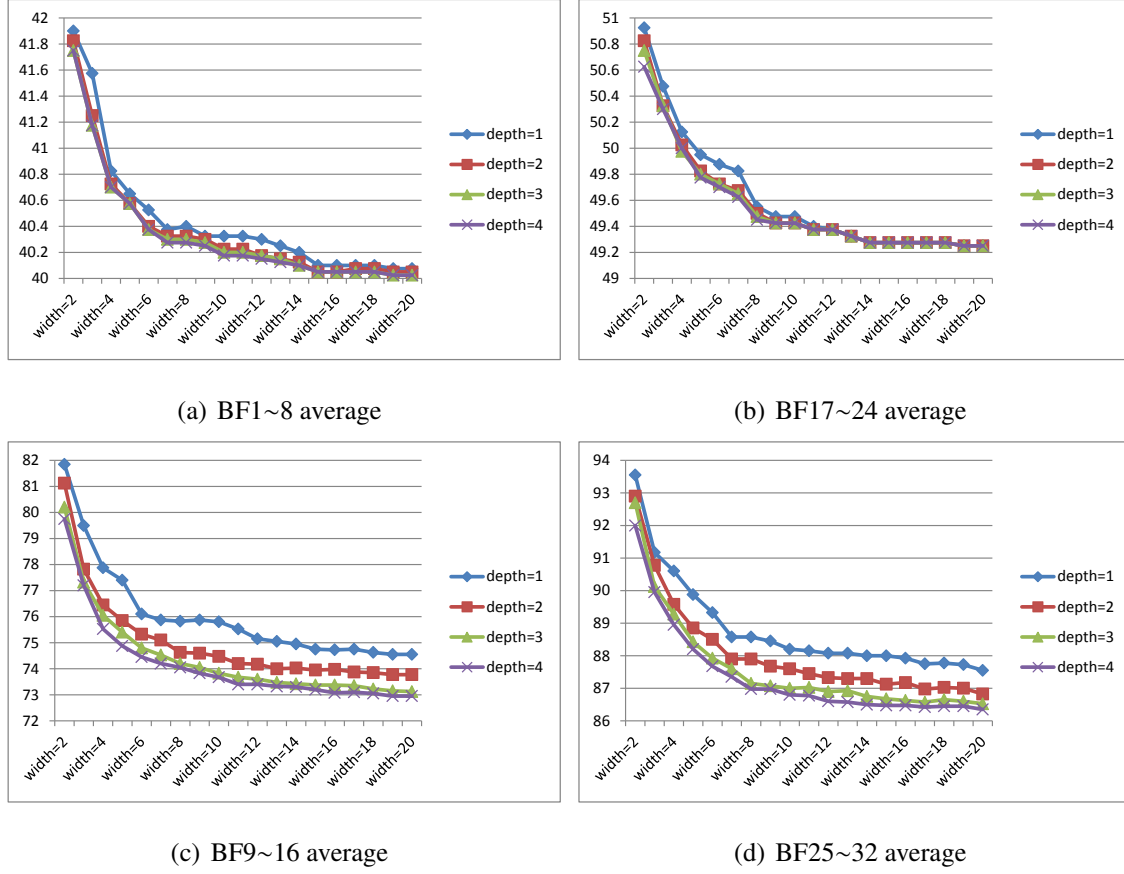 42
41.8
41.6
41.4
41.2
41
40.8
40.6
40.4
40.2
40
width=2
width=4
width=6
width=8
width=10
width=12
width=14
width=16
width=18
width=20
depth=1
depth=2
depth=3
depth=4
(a) BF1~8 average
51
50.8
50.6
50.4
50.2
50
49.8
49.6
49.4
49.2
49
width=2
width=4
width=6
width=8
width=10
width=12
width=14
width=16
width=18
width=20
depth=1
depth=2
depth=3
depth=4
(b) BF17~24 average
82
81
80
79
78
77
76
75
74
73
72
width=2
width=4
width=6
width=8
width=10
width=12
width=14
width=16
width=18
width=20
depth=1
depth=2
depth=3
depth=4
(c) BF9~16 average
94
93
92
91
90
89
88
87
86
width=2
width=4
width=6
width=8
width=10
width=12
width=14
width=16
width=18
width=20
depth=1
depth=2
depth=3
depth=4
(d) BF25~32 average